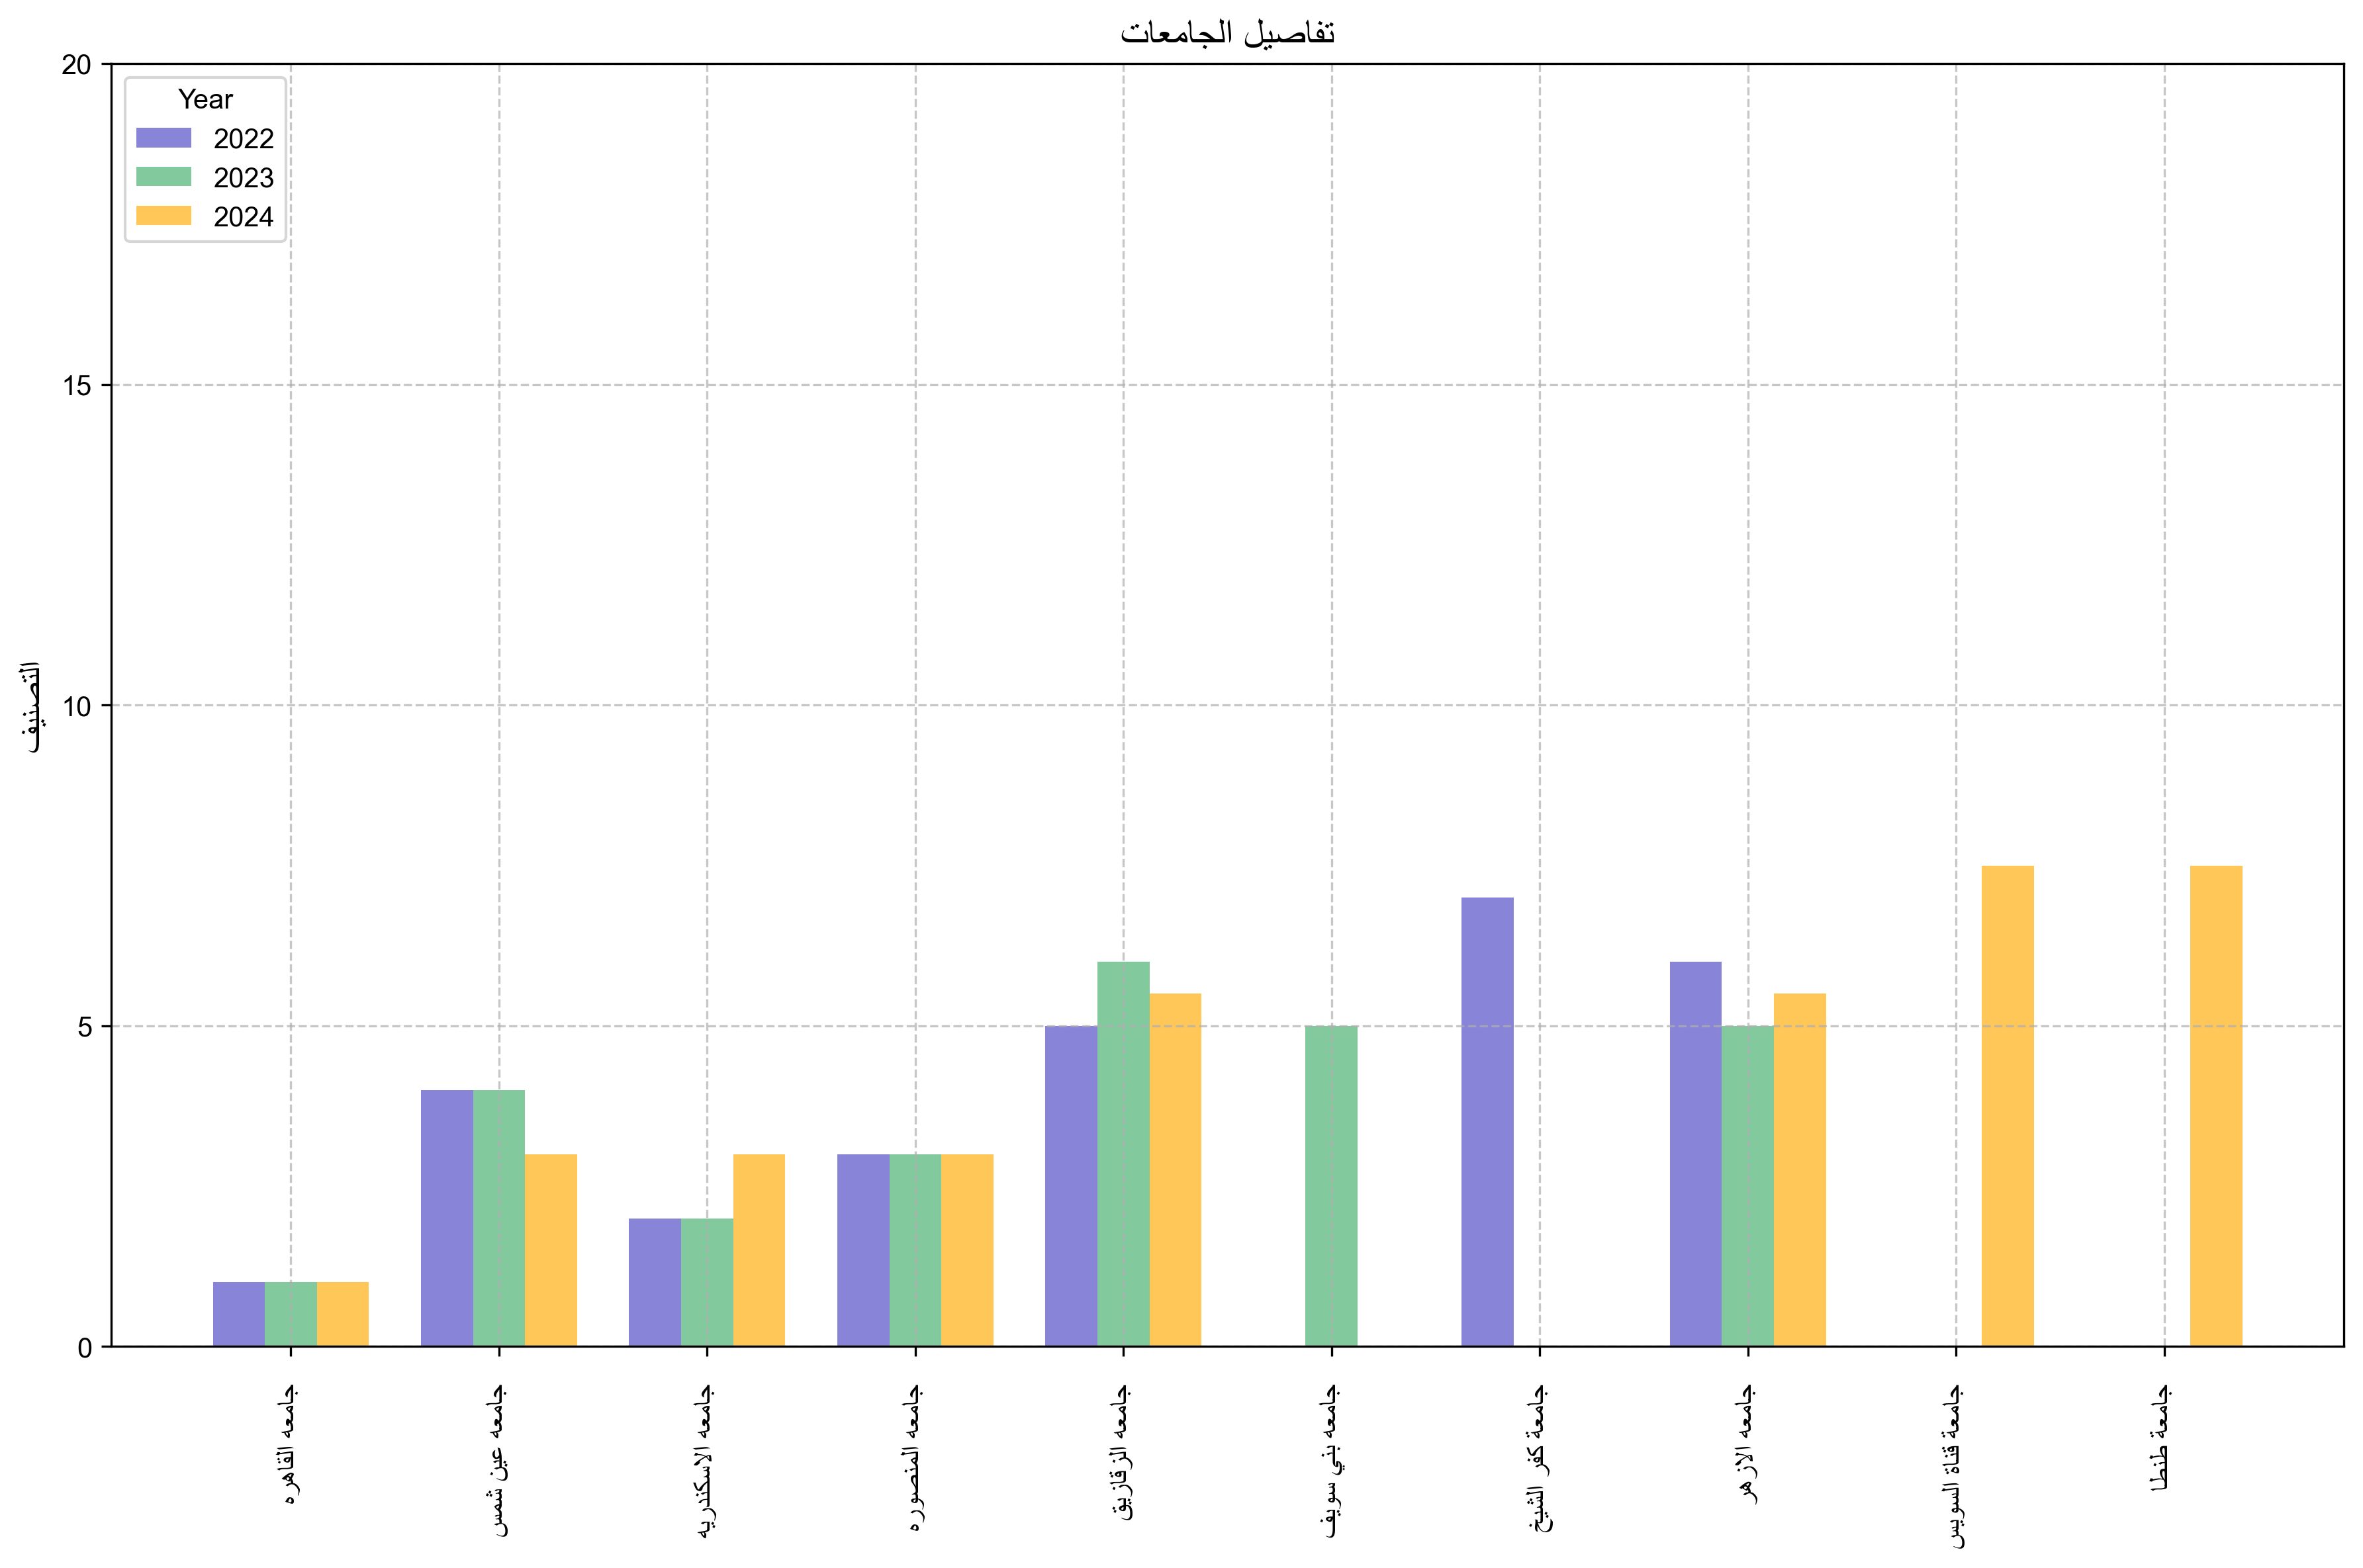 تفاصيل الجامعات
Year
2022
2023
2024
التصنيف
20
15
10
5
0
جامعه القاهره
جامعه عين شمس
جامعه الاسكندريه
جامعه المنصوره
جامعه الزقازيق
جامعه بني سويف
جامعة كفر الشيخ
جامعه الازهر
جامعة قناة السويس
جامعة طنطا